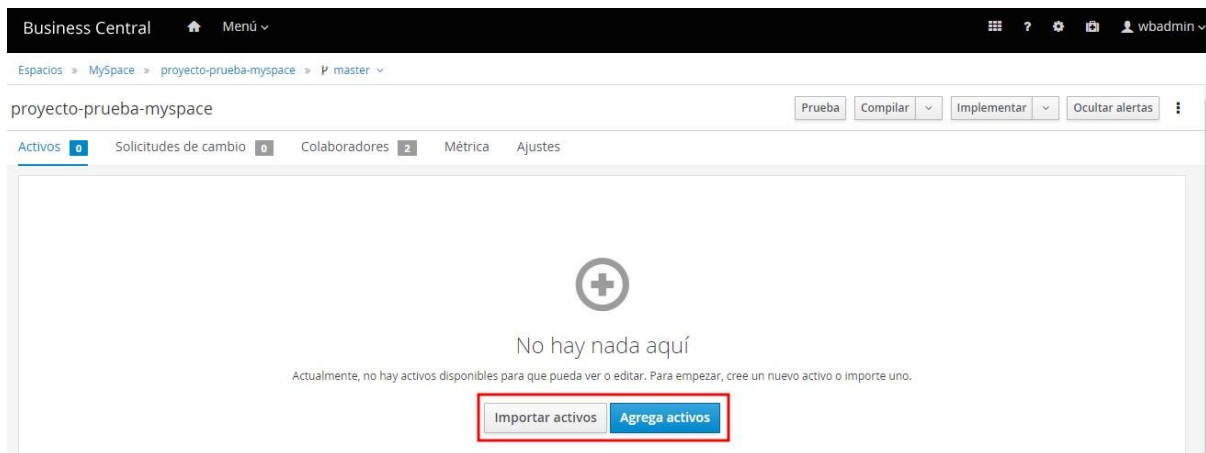 Business Central Menú ? wbadmin
Espacios » MySpace » proyecto-prueba-myspace » master
proyecto-prueba-myspace Prueba Compilar Implementar Ocultar alertas
Activos 0 Solicitudes de cambio 0 Colaboradores 2 Métrica Ajustes
No hay nada aquí
Actualmente, no hay activos disponibles para que pueda ver o editar. Para empezar, cree un nuevo activo o importe uno.
Importar activos Agrega activos